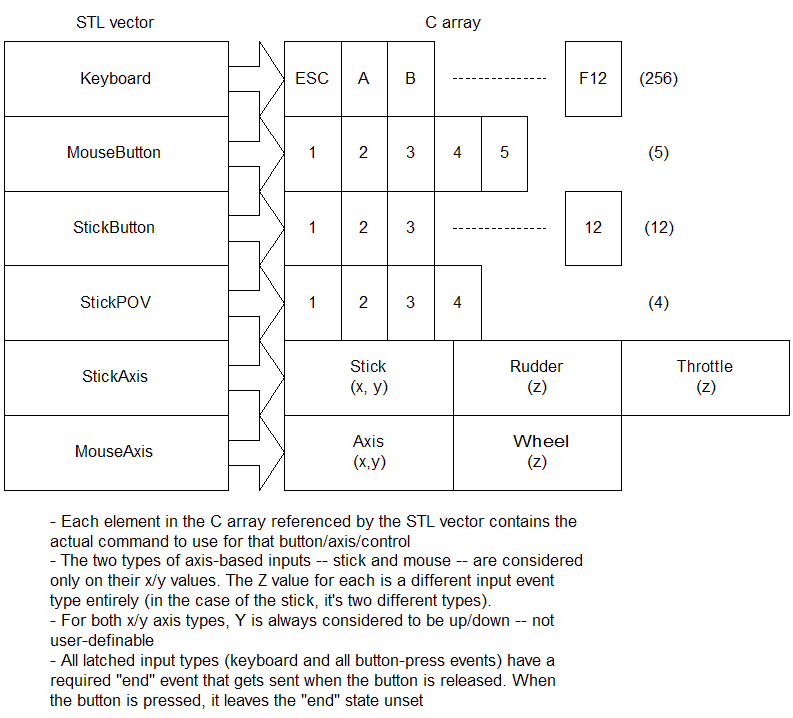 STL vector C array
Keyboard ESC A B F12 (256)
MouseButton 1 2 3 4 5 (5)
StickButton 1 2 3 12 (12)
StickPOV 1 2 3 4 (4)
StickAxis Stick Rudder Throttle
(x, y) (z) (z)
MouseAxis Axis Wheel
(x,y) (z)
- Each element in the C array referenced by the STL vector contains the
actual command to use for that button/axis/control
- The two types of axis-based inputs -- stick and mouse -- are considered
only on their x/y values. The Z value for each is a different input event
type entirely (in the case of the stick, it's two different types).
- For both x/y axis types, Y is always considered to be up/down -- not
user-definable
- All latched input types (keyboard and all button-press events) have a
required "end" event that gets sent when the button is released. When
the button is pressed, it leaves the "end" state unset